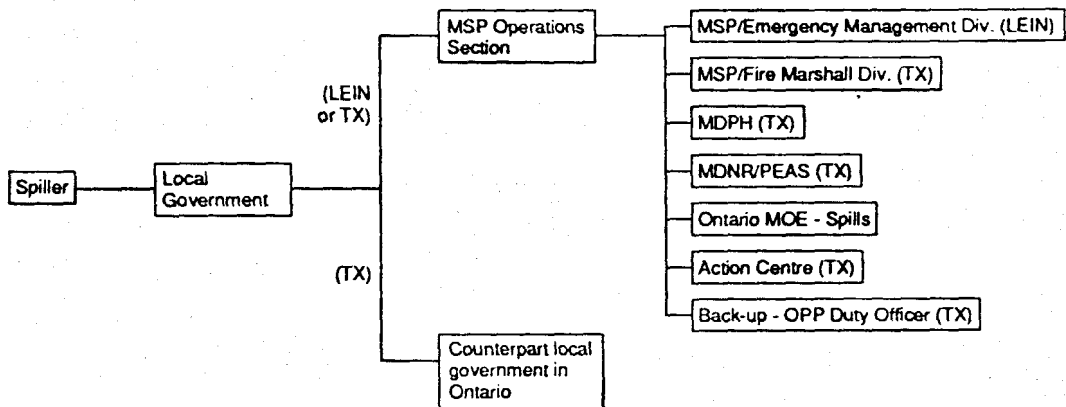 Spiller
Local
Government
(LEIN
or TX)
(TX)
MSP Operations
Section
Counterpart local
government in
Ontario
MSP/Emergency Management Div. (LEIN)
MSP/Fire Marshall Div. (TX)
MDPH (TX)
MDNR/PEAS (TX)
Ontario MOE - Spills
Action Centre (TX)
Back-up - OPP Duty Officer (TX)